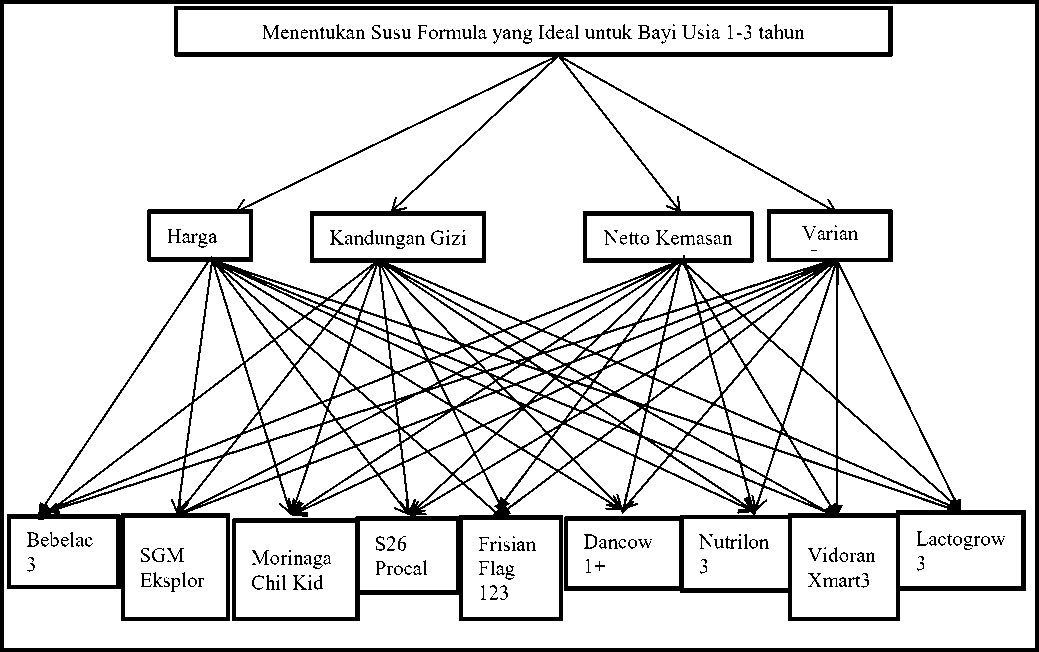 Menentukan Susu Formula yang Ideal untuk Bayi Usia 1-3 tahun
Harga
Kandungan Gizi
Netto Kemasan
Varian
Bebelac
3
SGM
Eksplor
Morinaga
Chil Kid
S26
Procal
Frisian
Flag
123
Dancow
1+
Nutrilon
3
Vidoran
Xmart3
Lactogrow
3